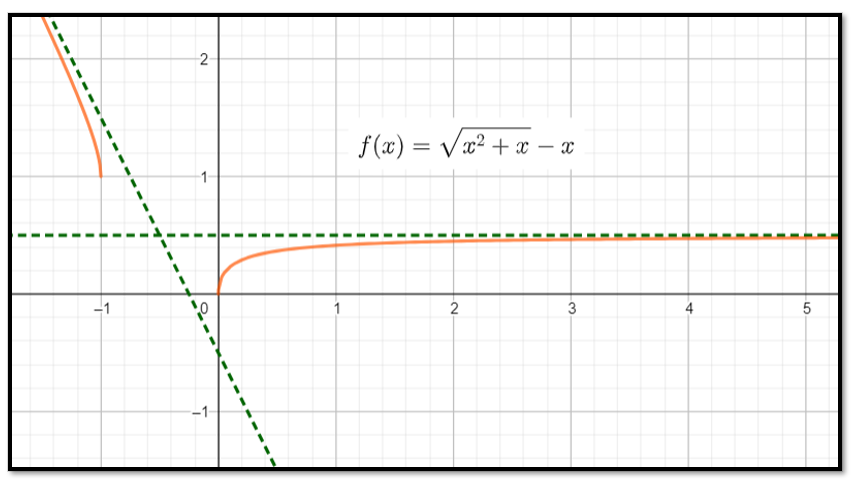 2
f(x) = √(x² + x) − x
1
−1 0 1 2 3 4 5
−1